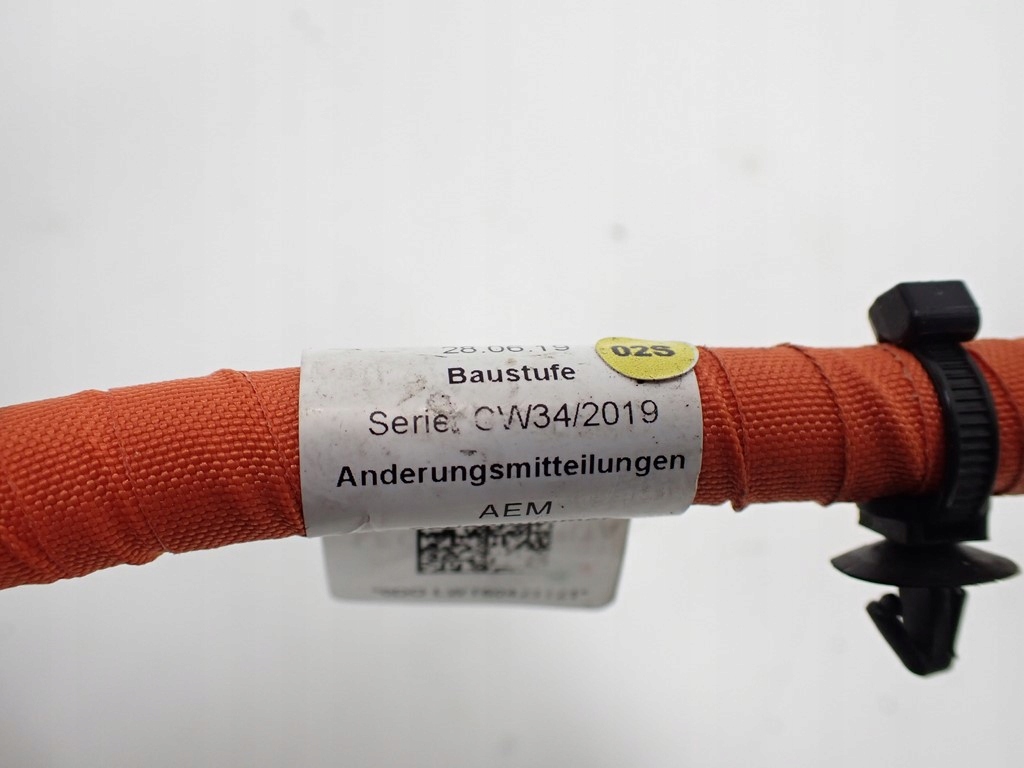 28.06.19
02S
Baustufe
Serie: CW34/2019
Anderungsmitteilungen
AEM